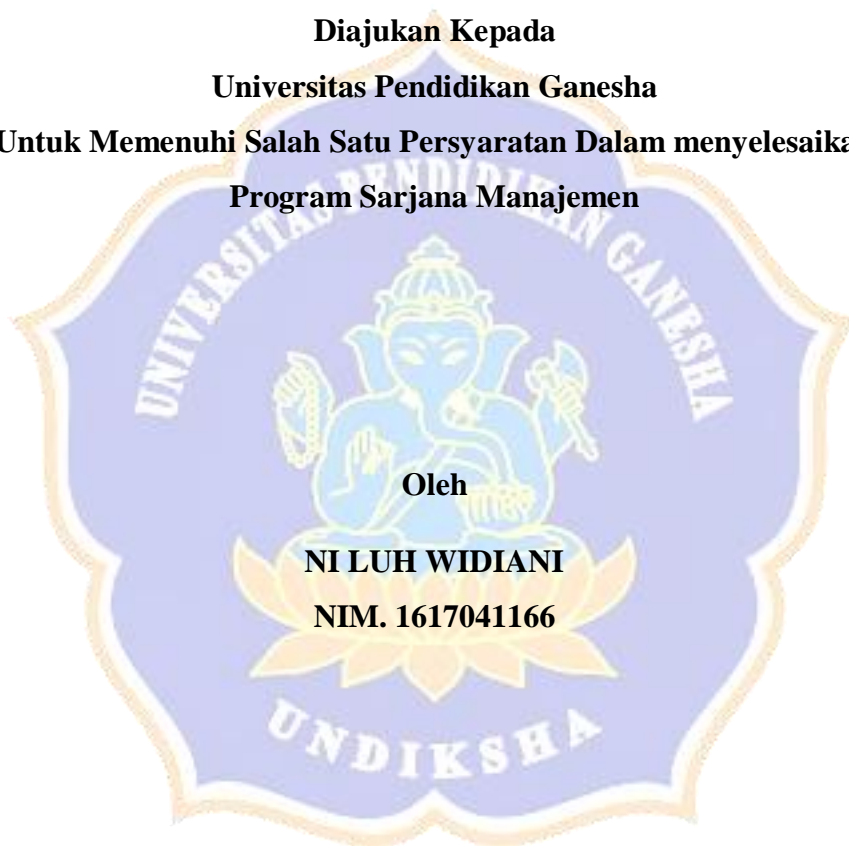 Diajukan Kepada
Universitas Pendidikan Ganesha
Untuk Memenuhi Salah Satu Persyaratan Dalam menyelesaika
Program Sarjana Manajemen
UNIVERSITAS PENDIDIKAN GANESHA
Oleh
NI LUH WIDIANI
NIM. 1617041166
UNDIKSHA